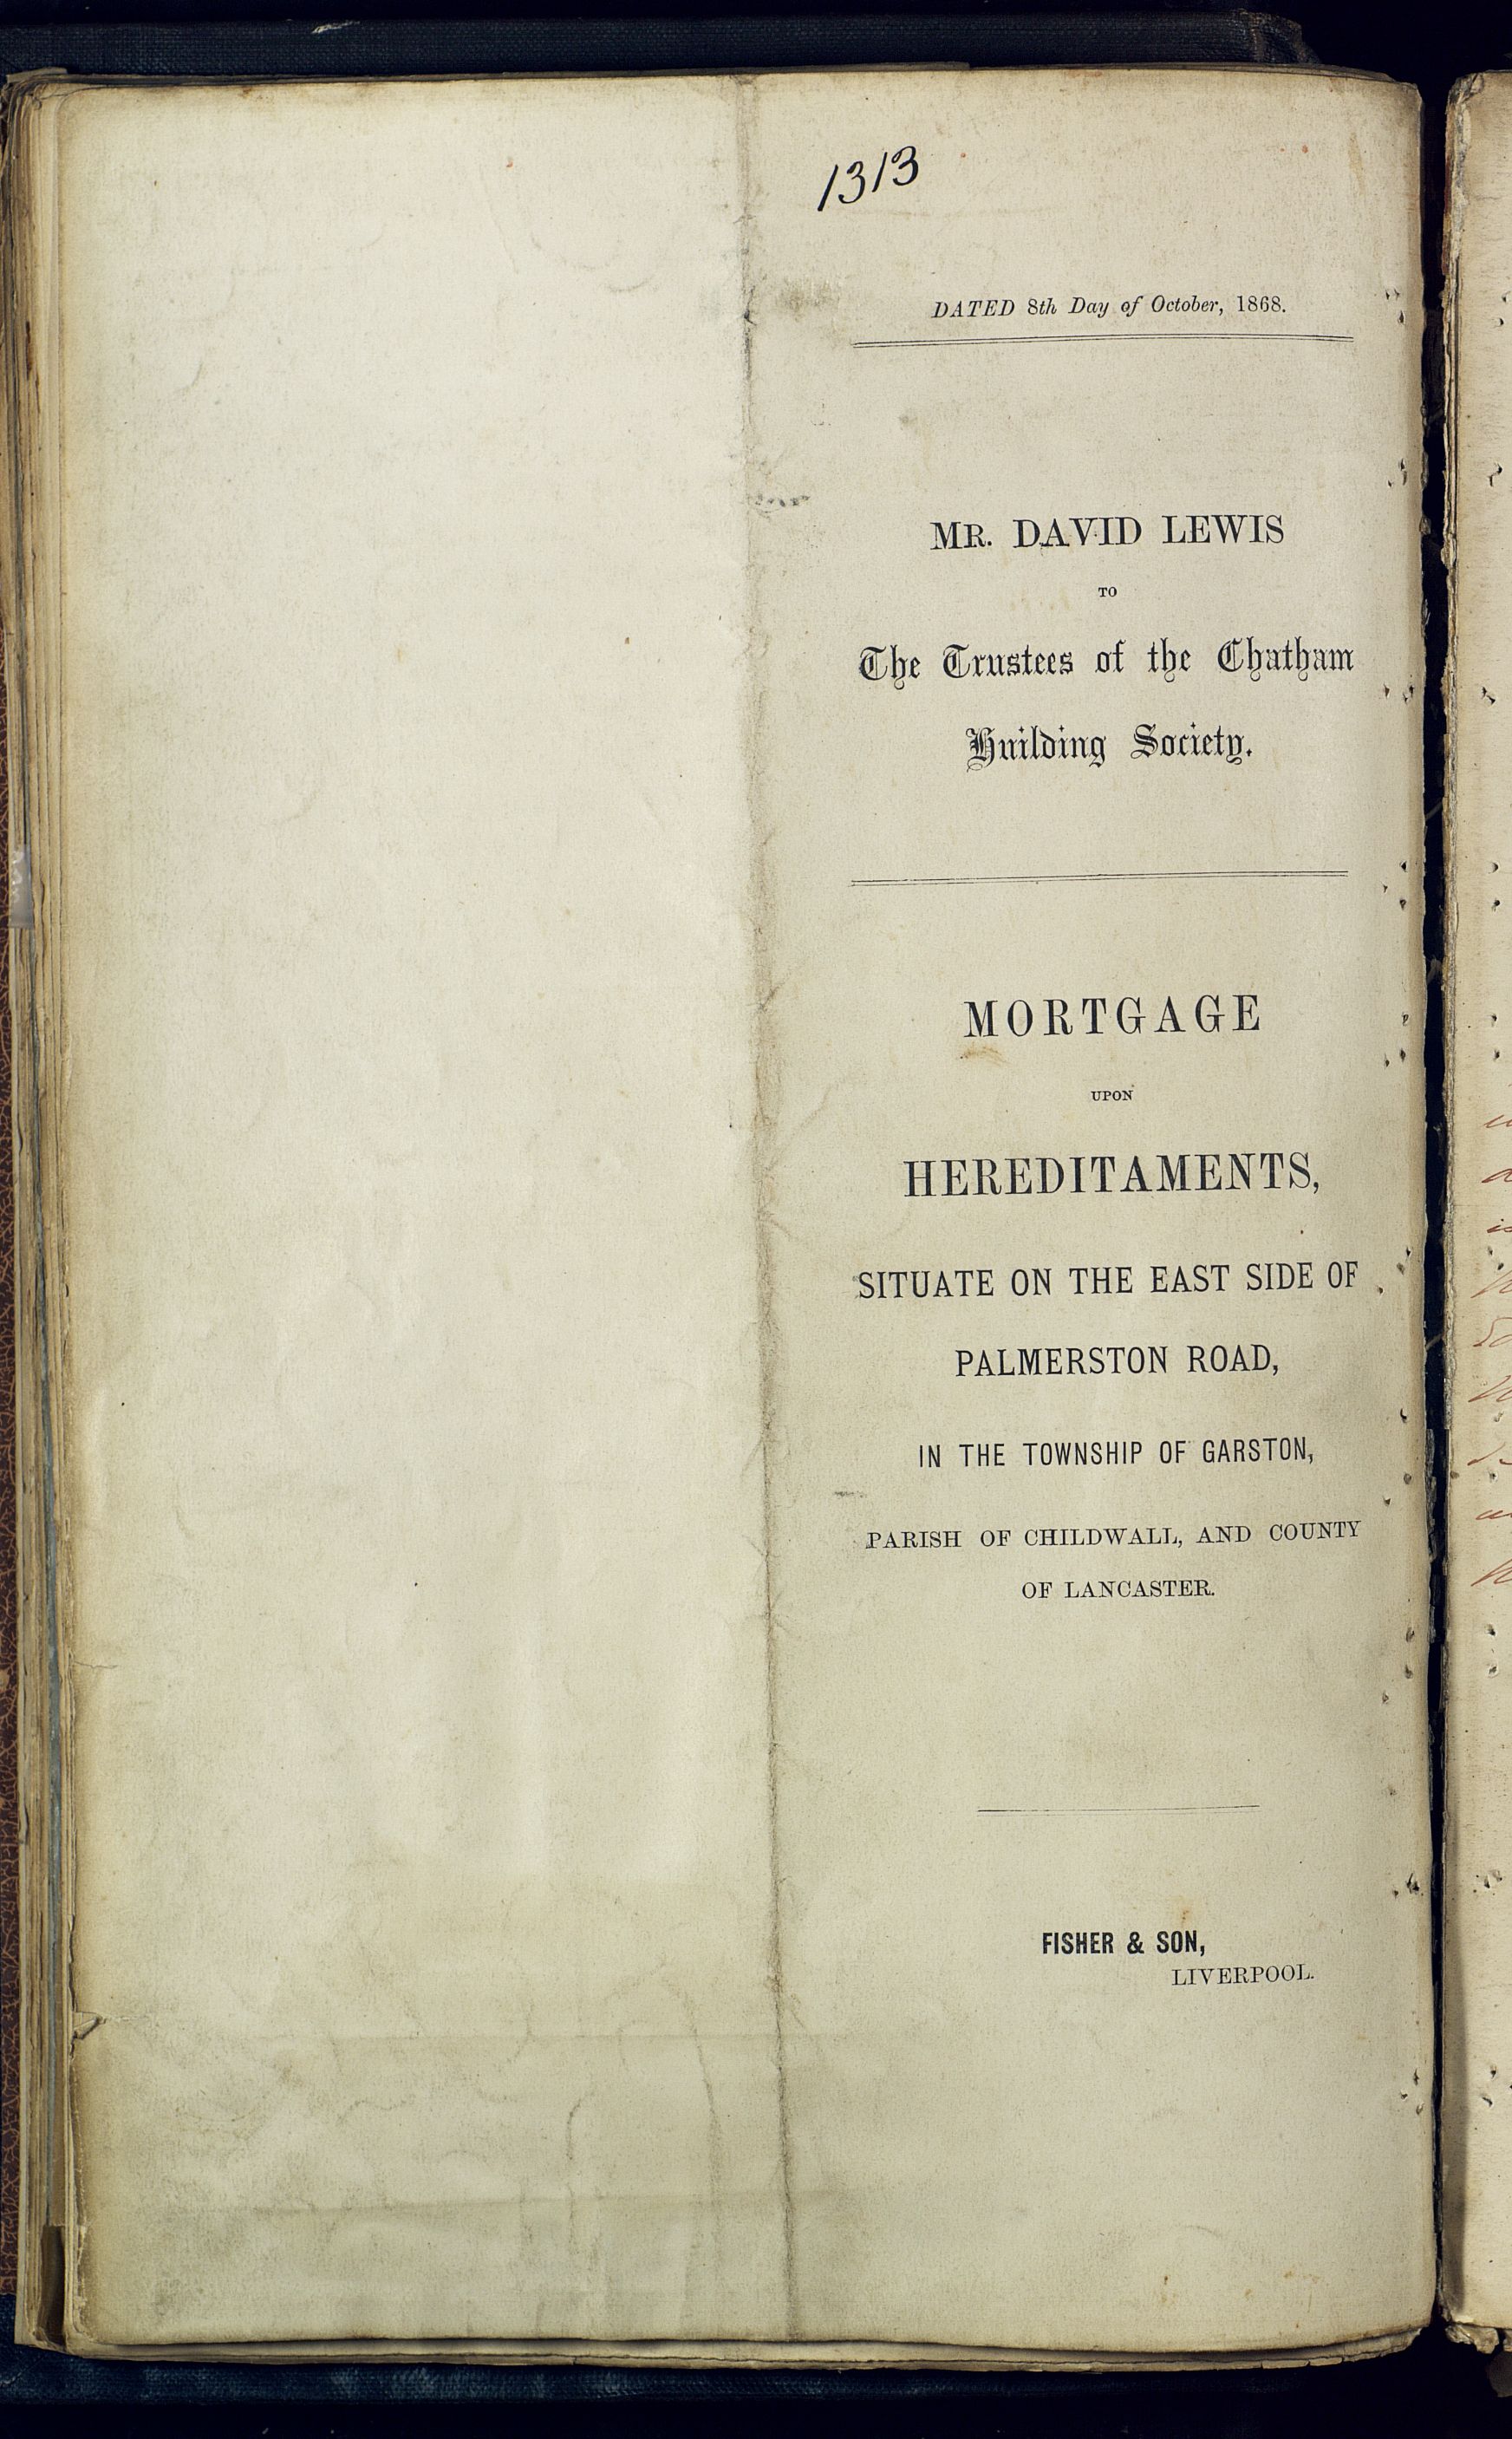 1313
DATED 8th Day of October, 1868.
MR. DAVID LEWIS
TO
The Trustees of the Chatham
Building Society.
MORTGAGE
UPON
HEREDITAMENTS,
SITUATE ON THE EAST SIDE OF
PALMERSTON ROAD,
IN THE TOWNSHIP OF GARSTON,
PARISH OF CHILDWALL, AND COUNTY
OF LANCASTER.
FISHER & SON,
LIVERPOOL.